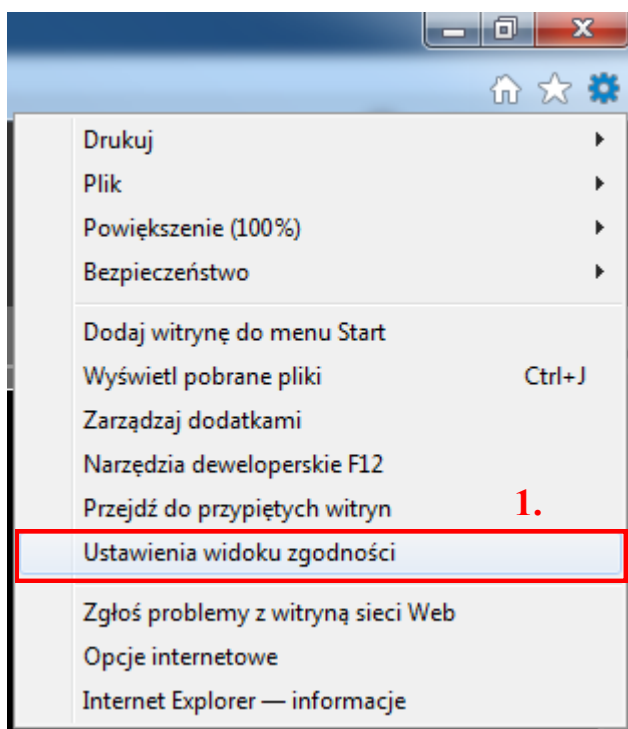 Drukuj
Plik
Powiększenie (100%)
Bezpieczeństwo
Dodaj witrynę do menu Start
Wyświetl pobrane pliki Ctrl+J
Zarządzaj dodatkami
Narzędzia deweloperskie F12
Przejdź do przypiętych witryn 1.
Ustawienia widoku zgodności
Zgłoś problemy z witryną sieci Web
Opcje internetowe
Internet Explorer — informacje